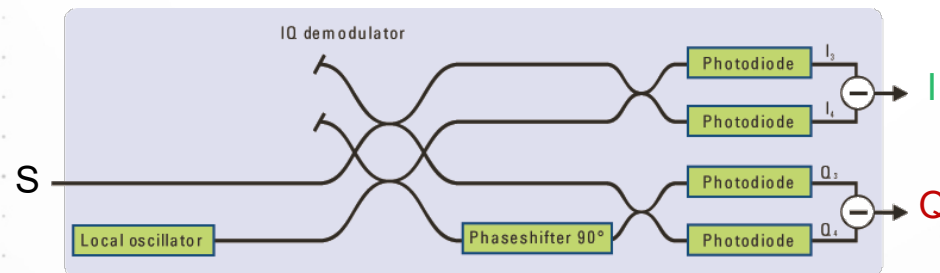 IQ demodulator
Photodiode
I₃
I
Photodiode
I₄
S
Photodiode
Q₃
Q
Local oscillator
Phaseshifter 90°
Photodiode
Q₄